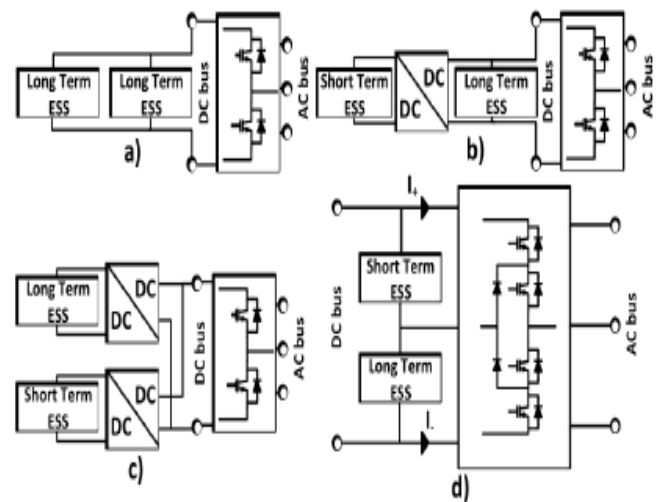 Long Term
ESS
Long Term
ESS
DC bus
AC bus
a)
Short Term
ESS
DC
DC
Long Term
ESS
DC bus
AC bus
b)
Long Term
ESS
DC
DC
Short Term
ESS
DC
DC
DC bus
AC bus
c)
I+
DC bus
Short Term
ESS
Long Term
ESS
I-
AC bus
d)